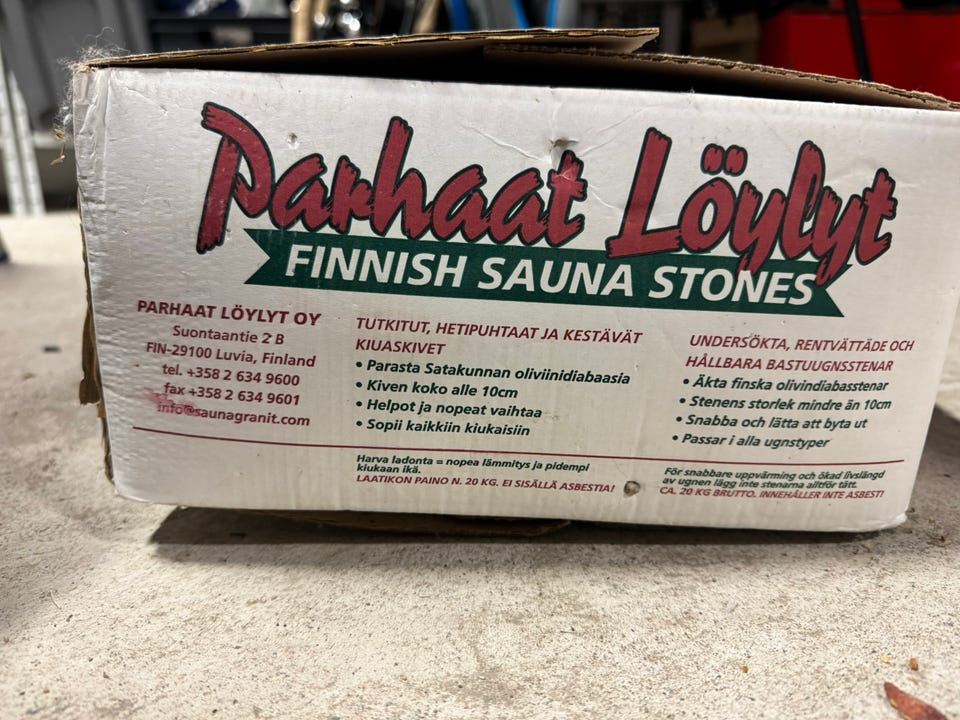 Parhaat Löylyt
FINNISH SAUNA STONES
PARHAAT LÖYLYT OY
Suontaantie 2 B
FIN-29100 Luvia, Finland
tel. +358 2 634 9600
fax +358 2 634 9601
info@saunagranit.com
TUTKITUT, HETIPUHTAAT JA KESTÄVÄT
KIUASKIVET
• Parasta Satakunnan oliviinidiabaasia
• Kiven koko alle 10cm
• Helpot ja nopeat vaihtaa
• Sopii kaikkiin kiukaisiin
UNDERSÖKTA, RENTVÄTTÄDE OCH
HÅLLBARA BASTUUGNSSTENAR
• Äkta finska olivindiabasstenar
• Stenens storlek mindre än 10cm
• Snabba och lätta att byta ut
• Passar i alla ugnstyper
Harva ladonta = nopea lämmitys ja pidempi
kiukaan ikä.
LAATIKON PAINO N. 20 KG. EI SISÄLLÄ ASBESTIA!
För snabbare uppvärming och ökad livslängd
av ugnen lägg inte stenarna alltför tätt.
CA. 20 KG BRUTTO. INNEHÅLLER INTE ASBEST!